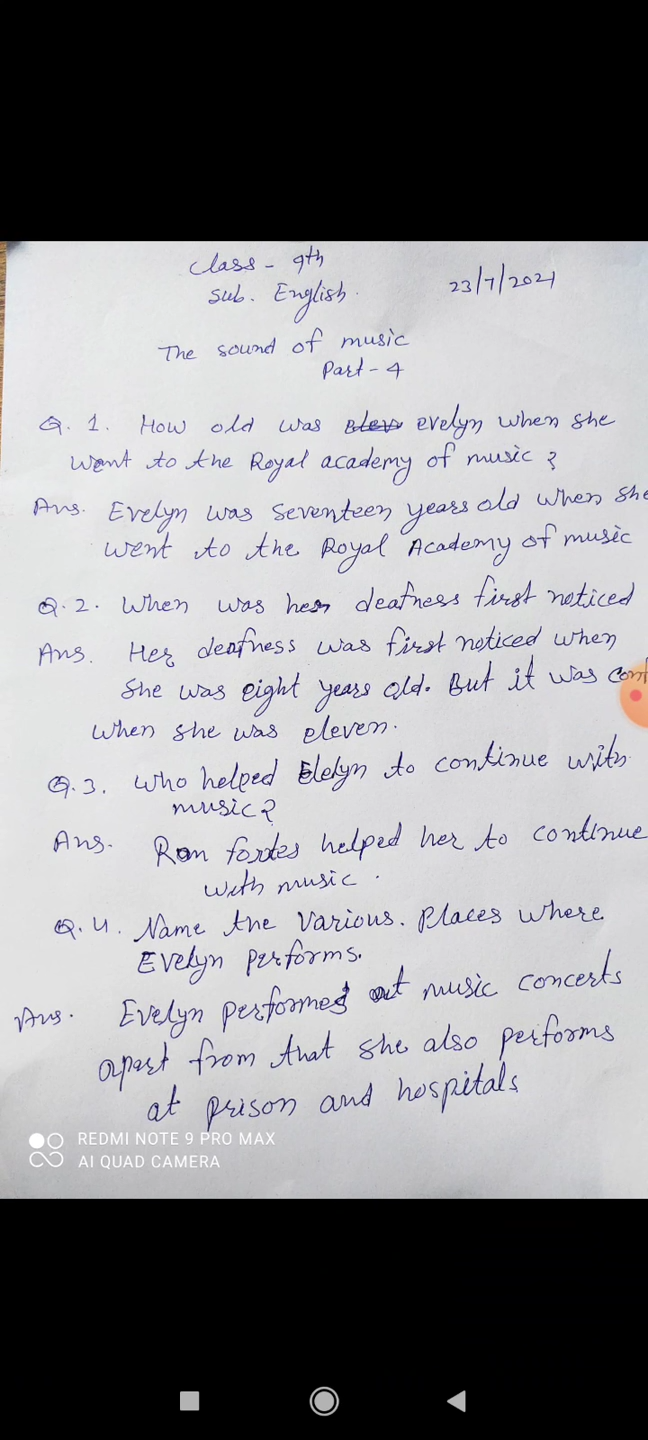 Class - 9th
Sub. English.
23/7/2021
The sound of music
Part - 4
Q. 1. How old was evelyn when she
went to the Royal academy of music ?
Ans. Evelyn was seventeen years old when she
went to the Royal Academy of music
Q. 2. When was her deafness first noticed
Ans. Her deafness was first noticed when
she was eight years old. But it was
when she was eleven.
Q. 3. Who helped to continue with
music ?
Ans. Ron helped her to continue
with music .
Q. 4. Name the Various. Places where
Evelyn performs.
Ans. Evelyn performed at music concerts
apart from that she also performs
at prison and hospitals
REDMI NOTE 9 PRO MAX
AI QUAD CAMERA